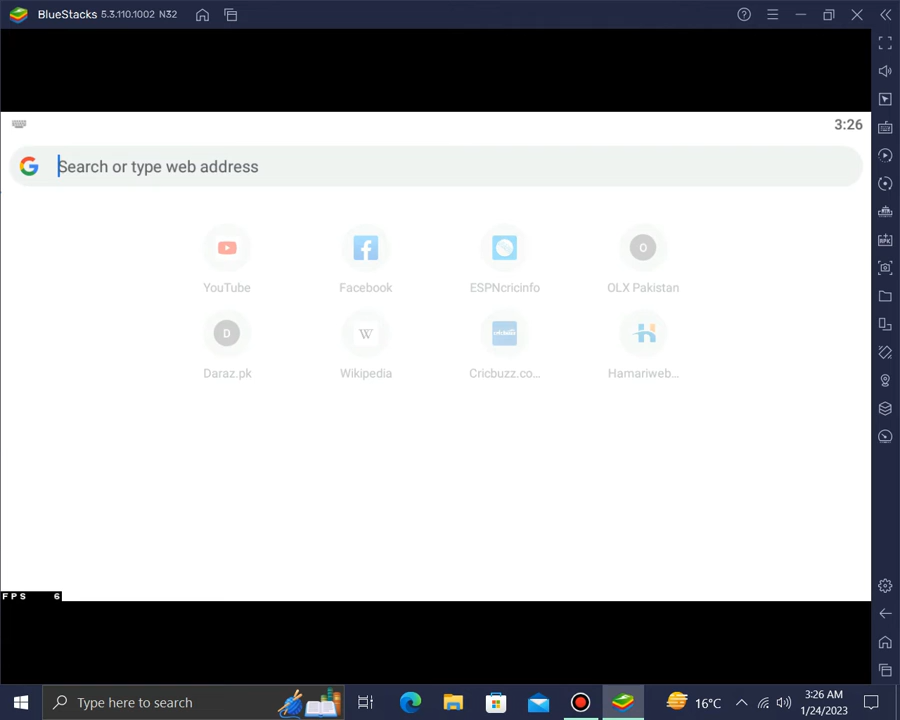 BlueStacks 5.3.110.1002 N32
3:26
Search or type web address
YouTube
Facebook
ESPNcricinfo
O
OLX Pakistan
D
Daraz.pk
W
Wikipedia
cricbuzz
Cricbuzz.co...
Hamariweb...
FPS 6
Type here to search
16°C
3:26 AM
1/24/2023